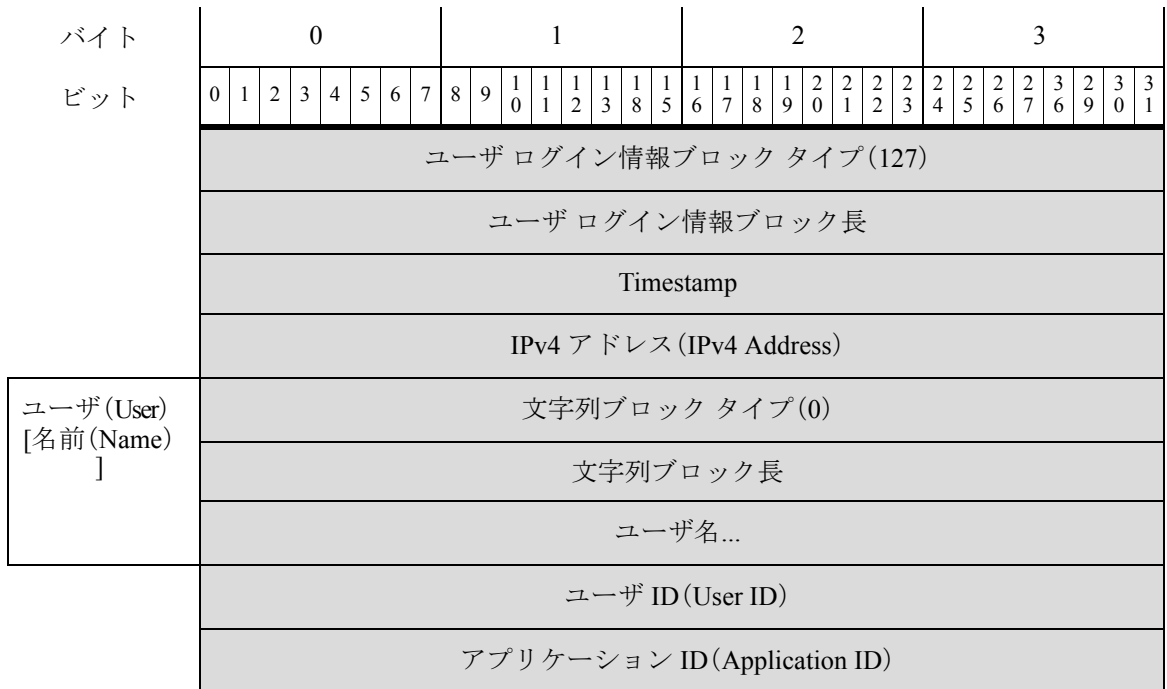 バイト 0 1 2 3
ビット 0 1 2 3 4 5 6 7 8 9 10 11 12 13 18 15 16 17 18 19 20 21 22 23 24 25 26 27 36 29 30 31
ユーザ ログイン情報ブロック タイプ(127)
ユーザ ログイン情報ブロック長
Timestamp
IPv4 アドレス(IPv4 Address)
ユーザ(User)
[名前(Name)
]
文字列ブロック タイプ(0)
文字列ブロック長
ユーザ名...
ユーザ ID(User ID)
アプリケーション ID(Application ID)